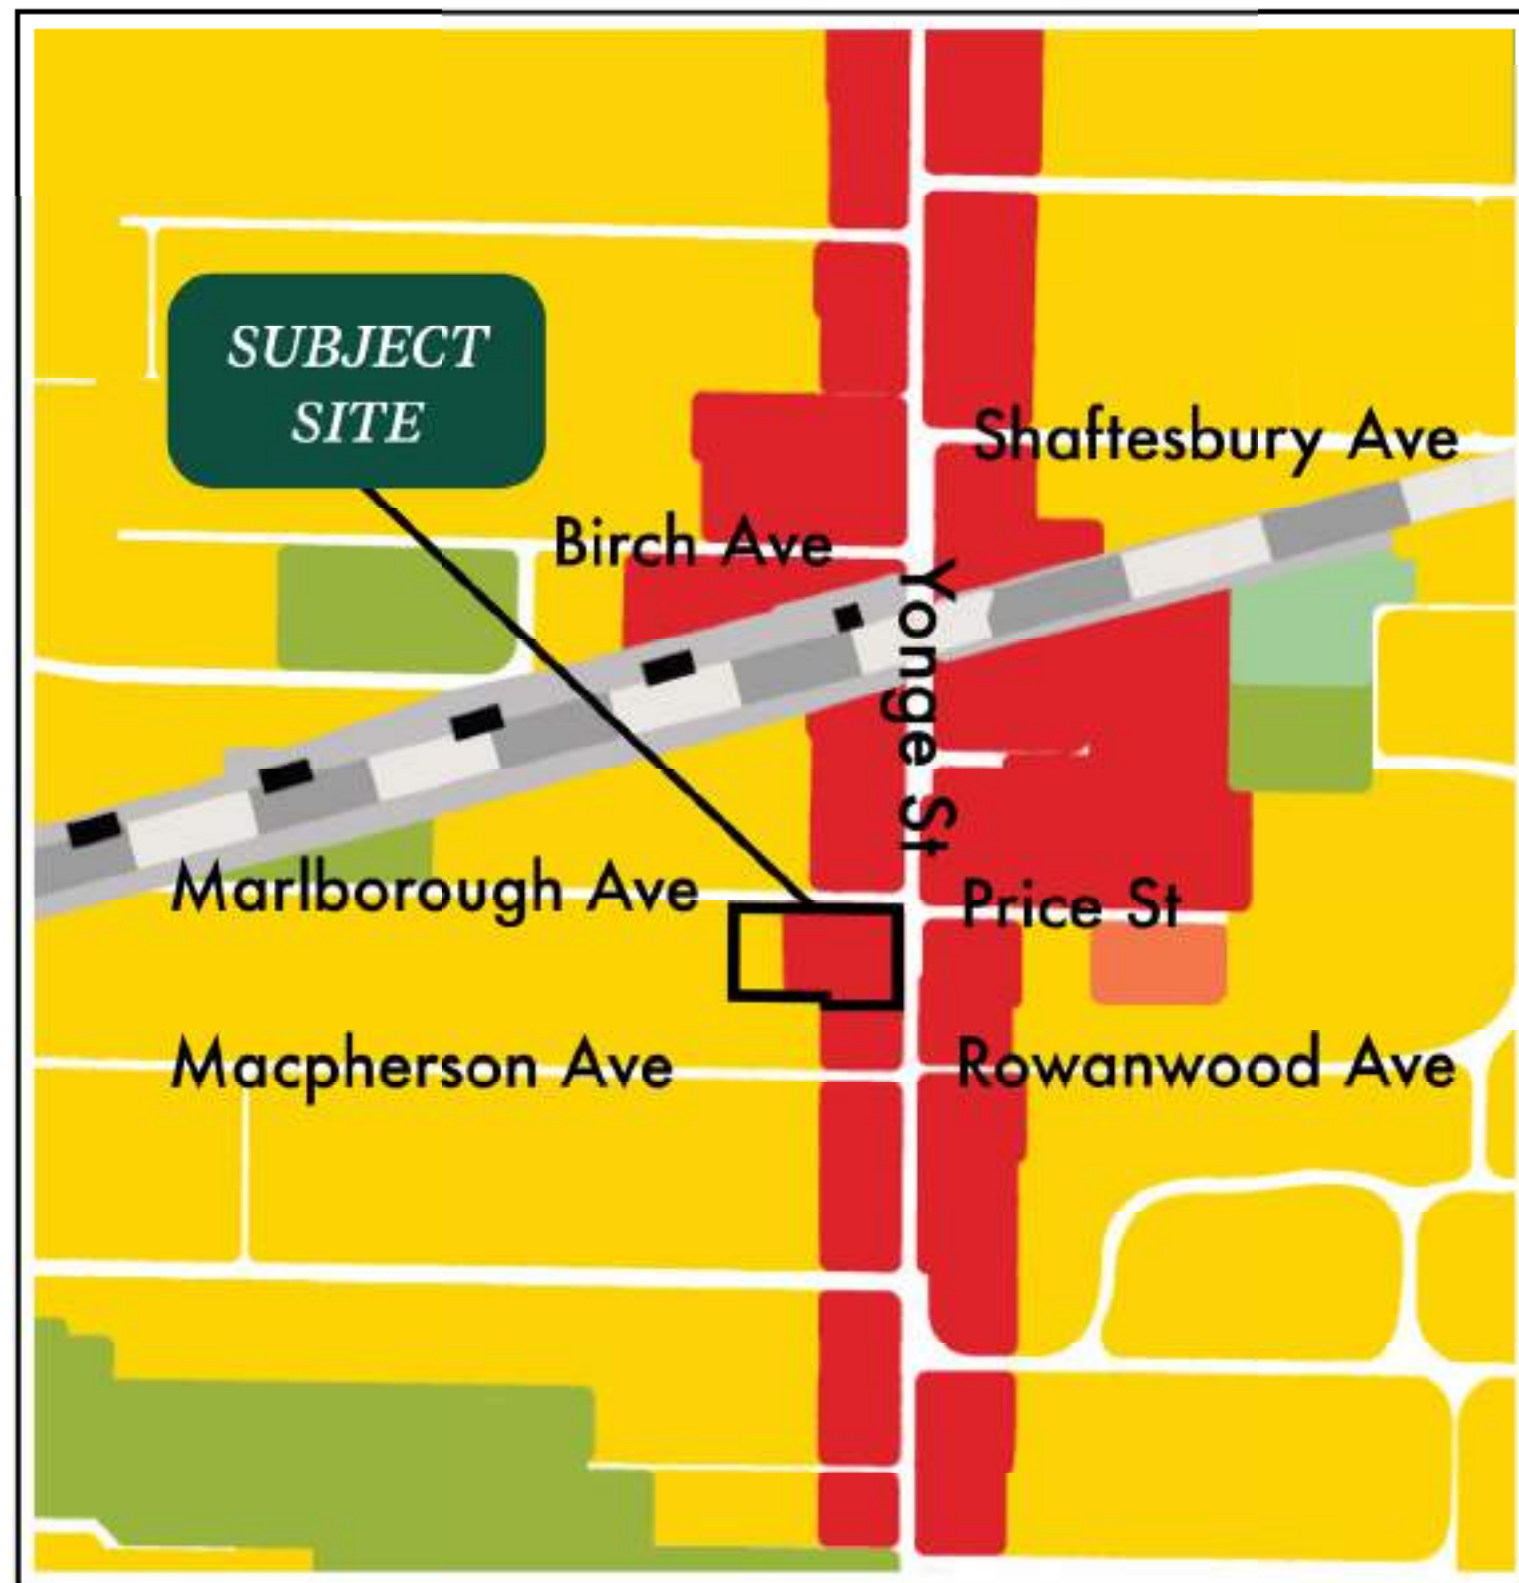 SUBJECT
SITE
Shaftesbury Ave
Birch Ave
Yonge St
Marlborough Ave
Price St
Macpherson Ave
Rowanwood Ave